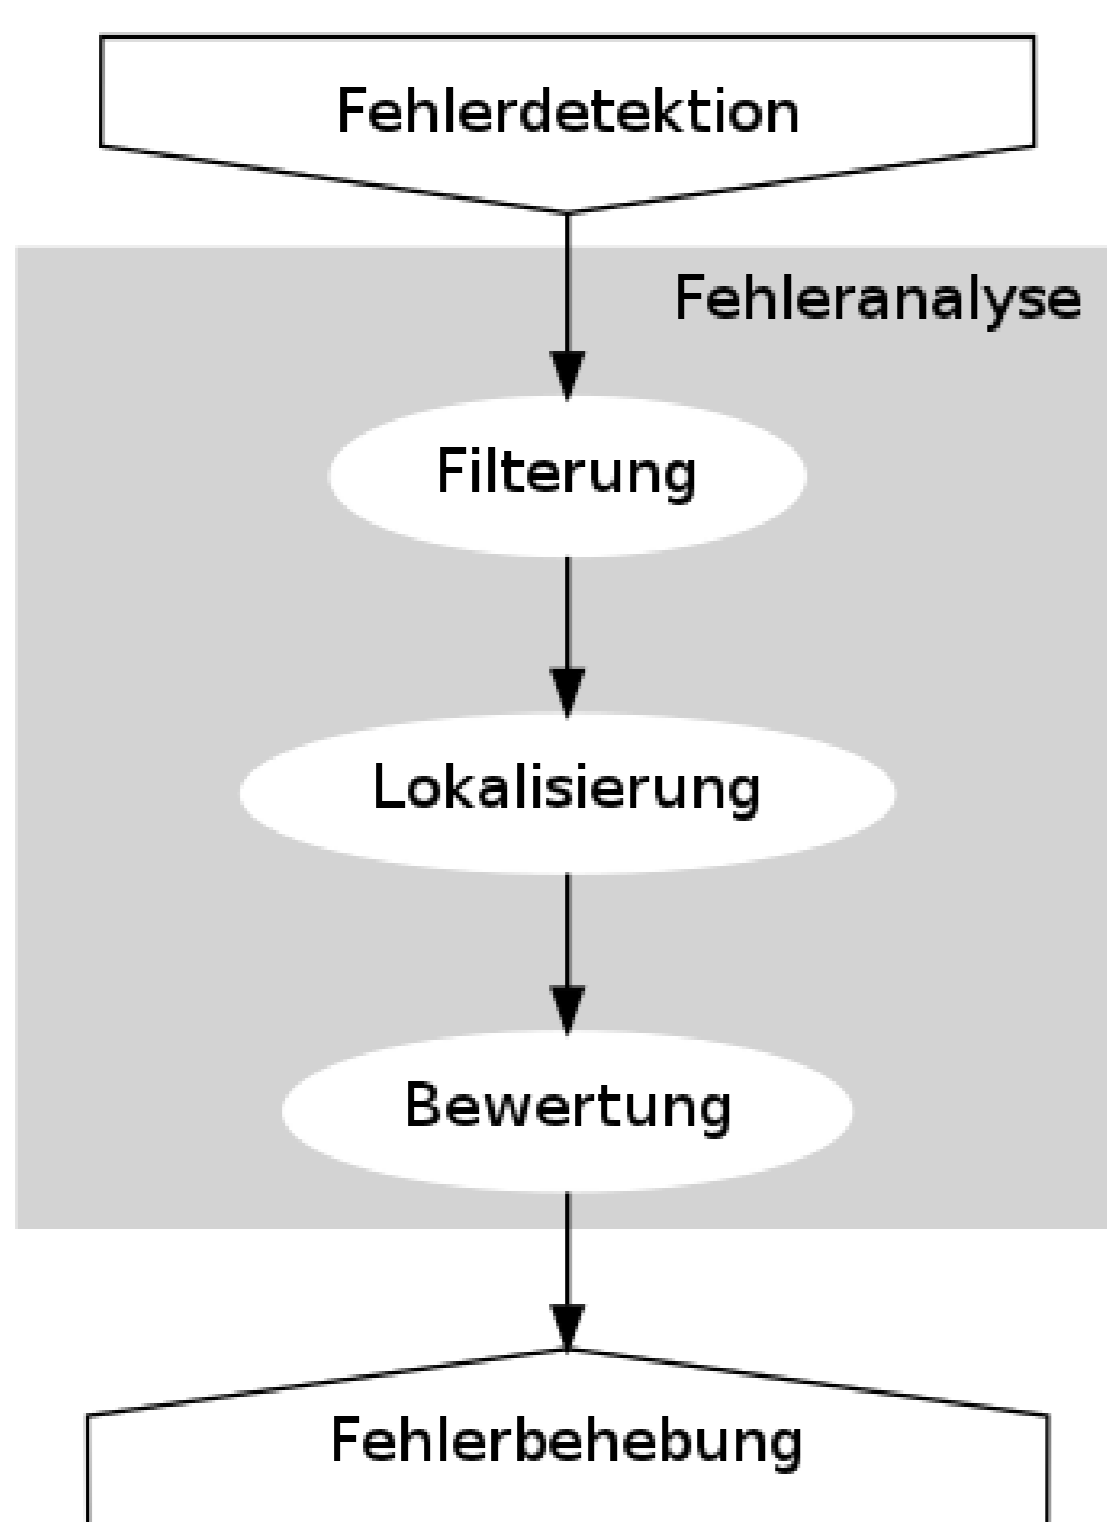 Fehlerdetektion
Fehleranalyse
Filterung
Lokalisierung
Bewertung
Fehlerbehebung